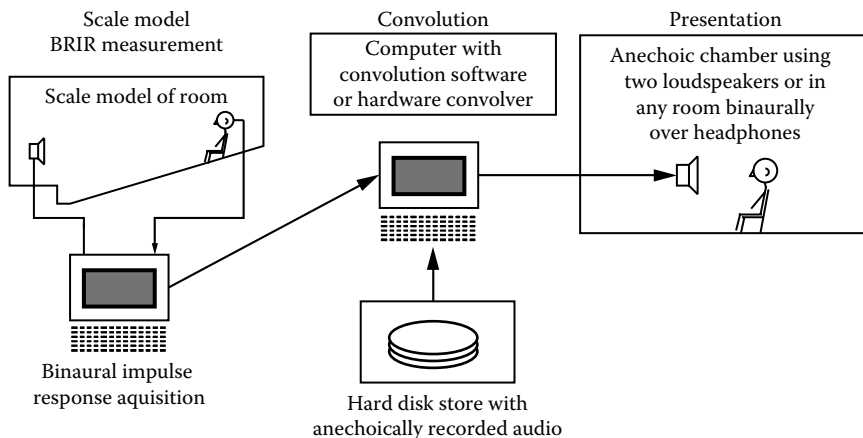 Scale model
BRIR measurement
Scale model of room
Binaural impulse
response aquisition
Convolution
Computer with
convolution software
or hardware convolver
Hard disk store with
anechoically recorded audio
Presentation
Anechoic chamber using
two loudspeakers or in
any room binaurally
over headphones